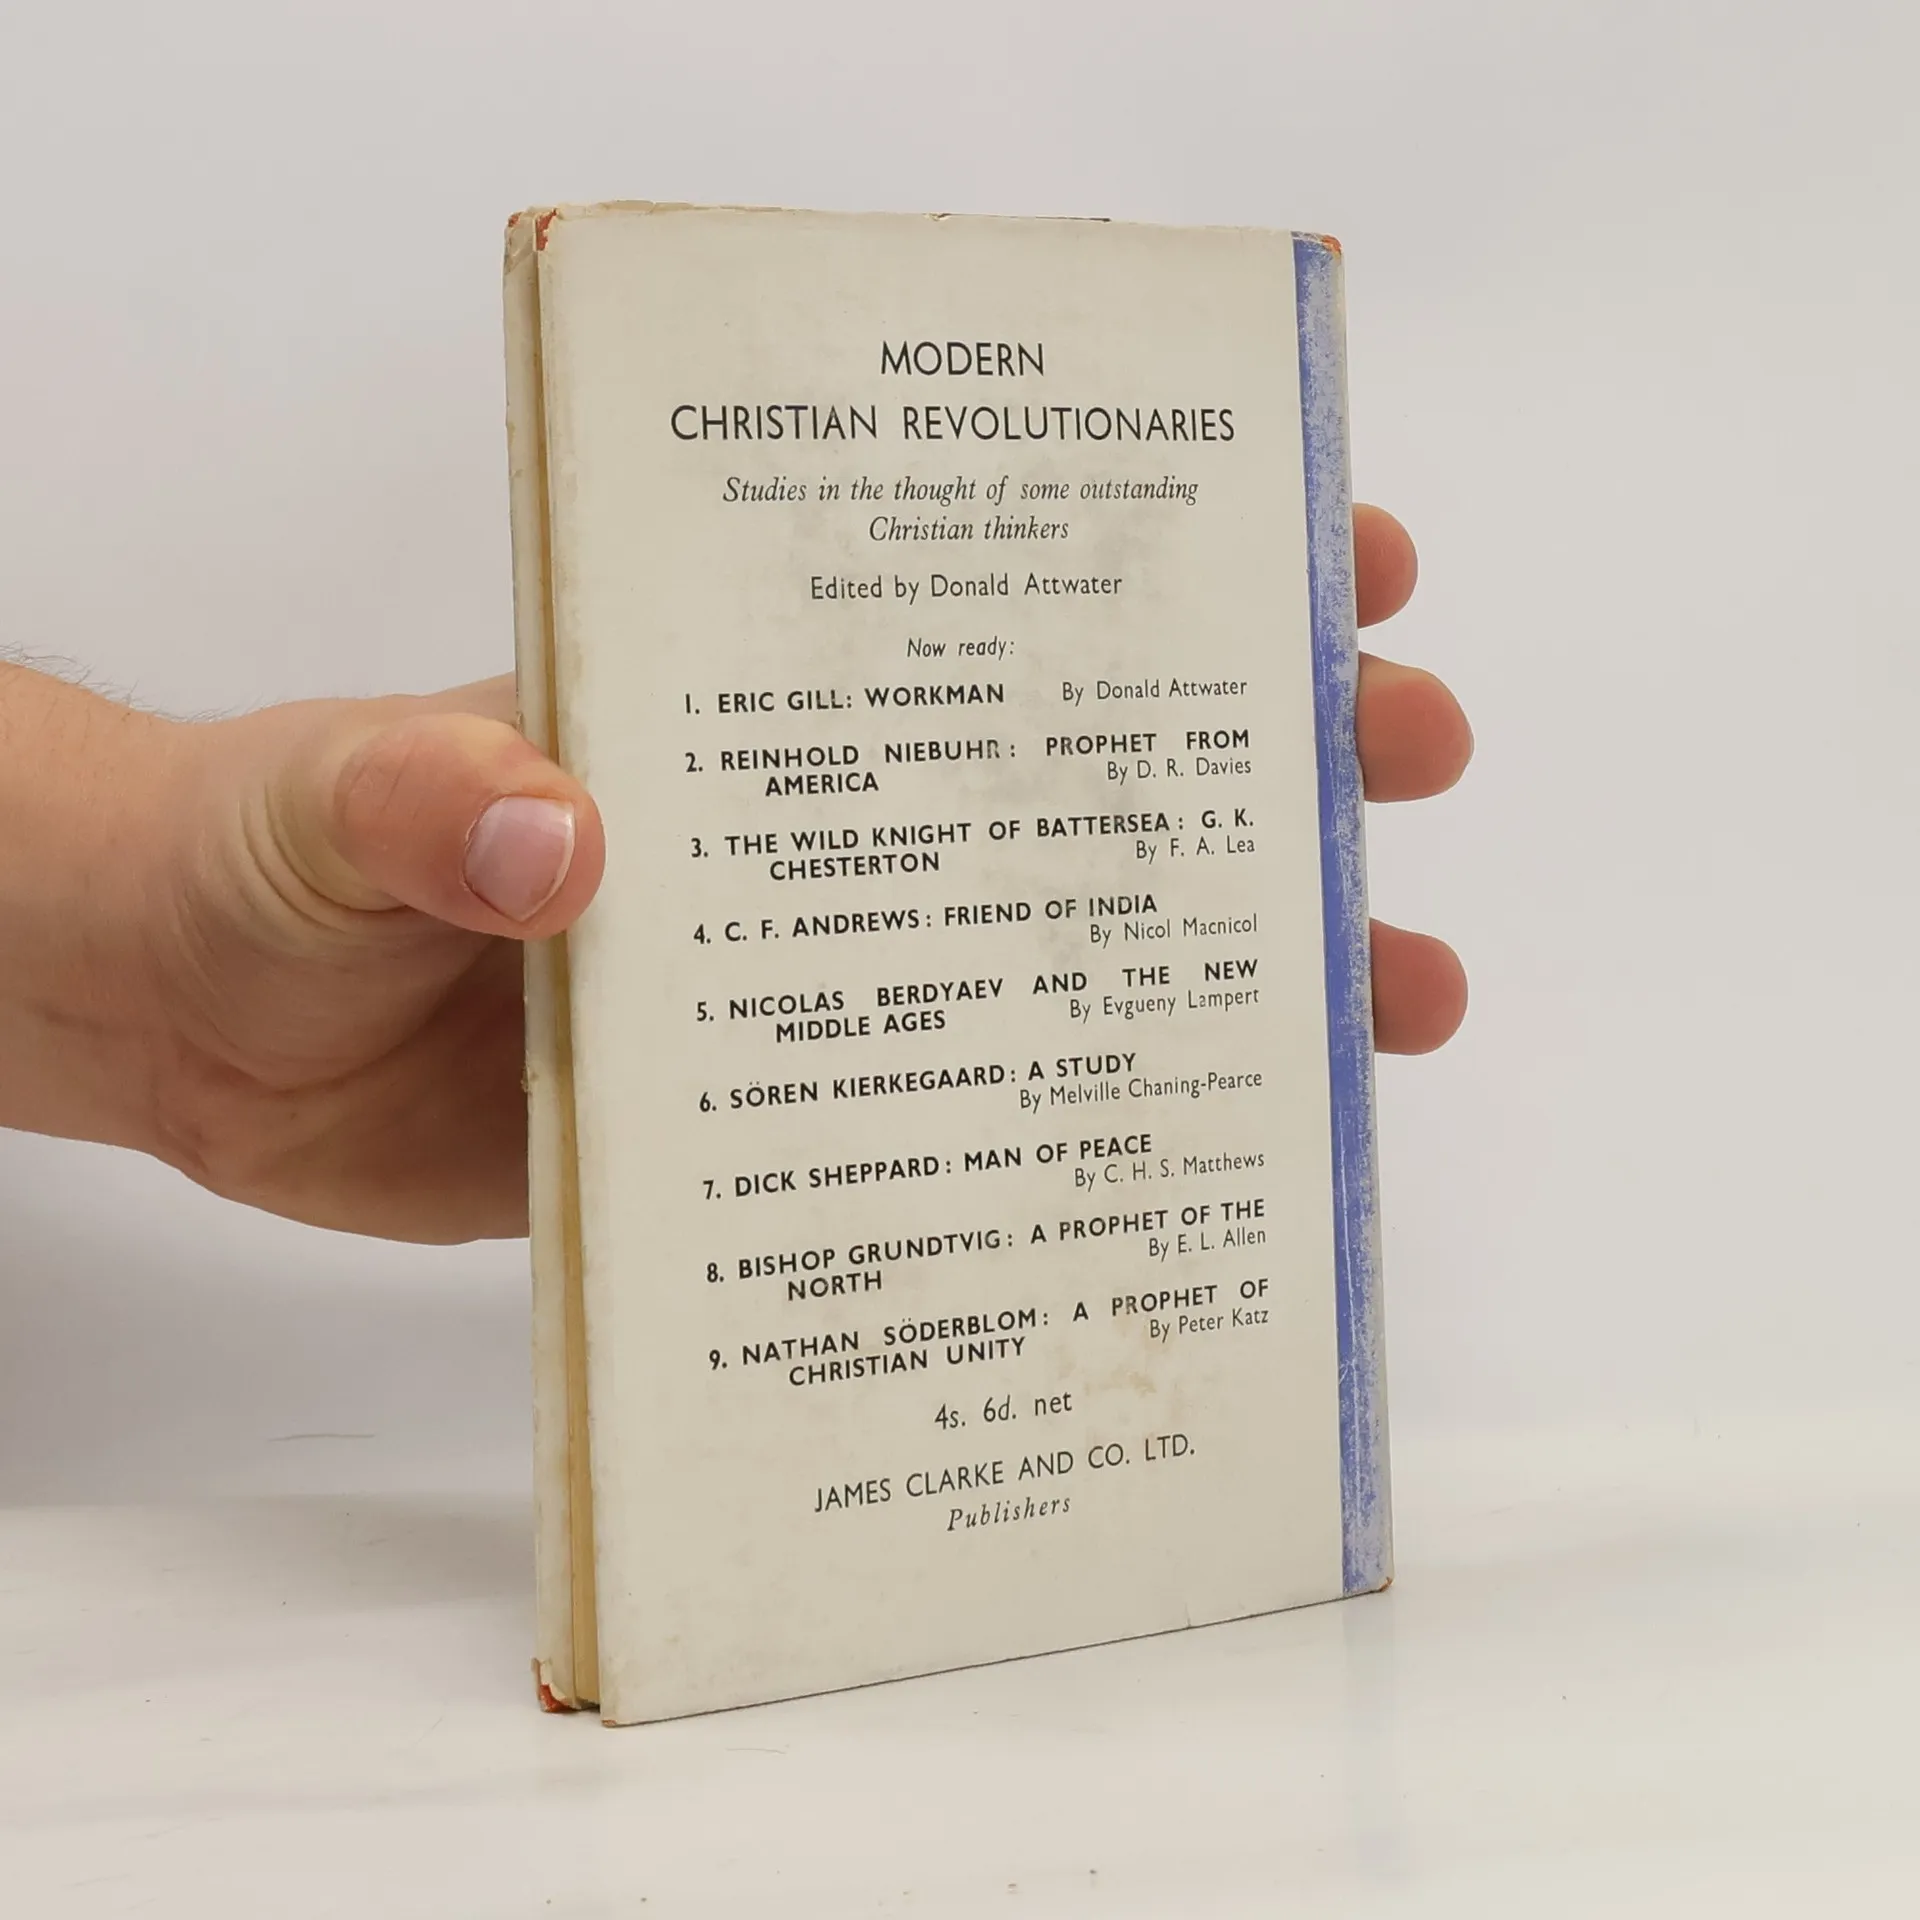 MODERN
CHRISTIAN REVOLUTIONARIES
Studies in the thought of some outstanding
Christian thinkers
Edited by Donald Attwater
Now ready:
1. ERIC GILL: WORKMAN By Donald Attwater
2. REINHOLD NIEBUHR: PROPHET FROM
AMERICA By D. R. Davies
3. THE WILD KNIGHT OF BATTERSEA: G. K.
CHESTERTON By F. A. Lea
4. C. F. ANDREWS: FRIEND OF INDIA
By Nicol Macnicol
5. NICOLAS BERDYAEV AND THE NEW
MIDDLE AGES By Evgueny Lampert
6. SÖREN KIERKEGAARD: A STUDY
By Melville Chaning-Pearce
7. DICK SHEPPARD: MAN OF PEACE
By C. H. S. Matthews
8. BISHOP GRUNDTVIG: A PROPHET OF THE
NORTH By E. L. Allen
9. NATHAN SÖDERBLOM: A PROPHET OF
CHRISTIAN UNITY By Peter Katz
4s. 6d. net
JAMES CLARKE AND CO. LTD.
Publishers